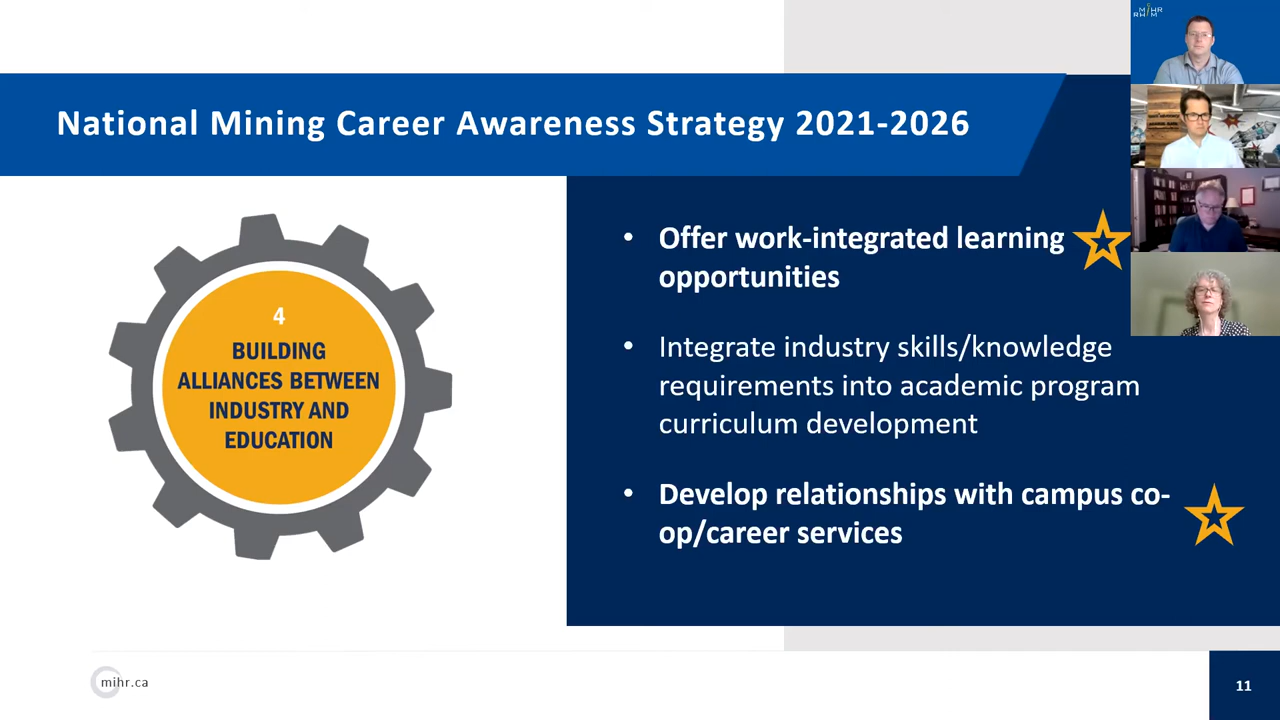 MiHR
RHiM
National Mining Career Awareness Strategy 2021-2026
4
BUILDING
ALLIANCES BETWEEN
INDUSTRY AND
EDUCATION
• Offer work-integrated learning
opportunities
• Integrate industry skills/knowledge
requirements into academic program
curriculum development
• Develop relationships with campus co-
op/career services
mihr.ca
11